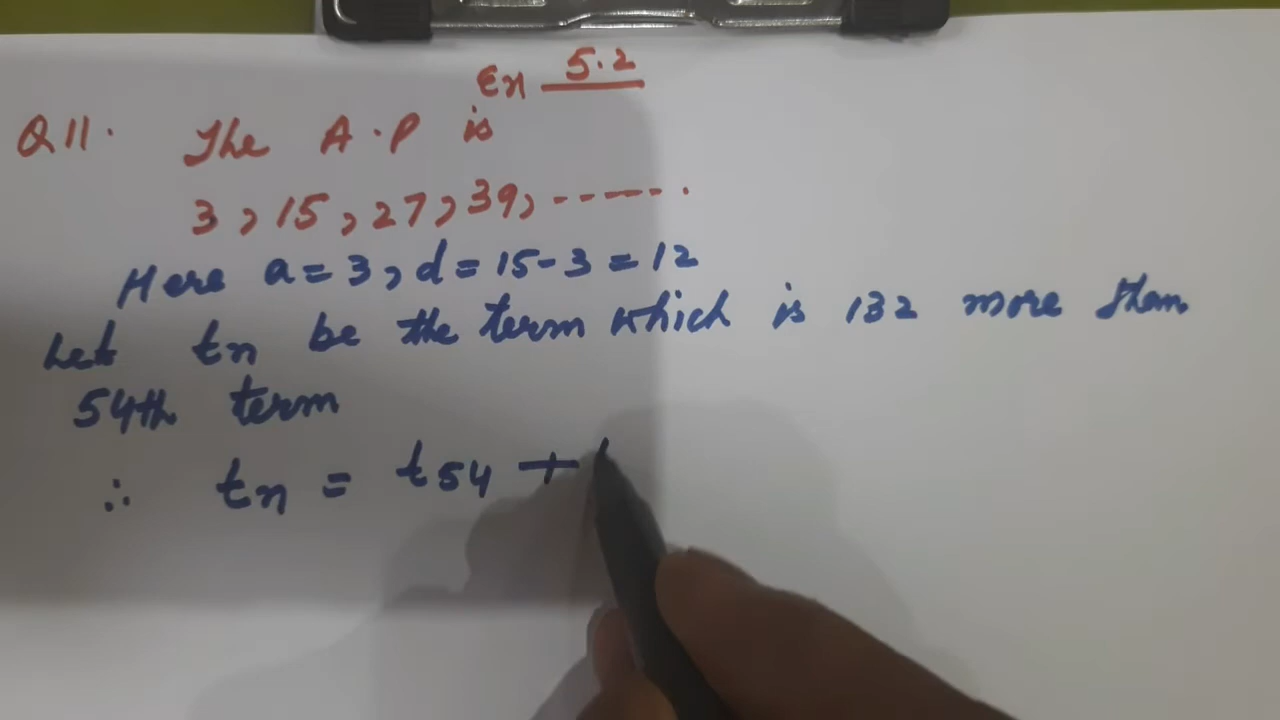 Ex 5.2
Q11. The A.P is
3, 15, 27, 39, -------.
Here a = 3, d = 15-3 = 12
Let tn be the term which is 132 more than
54th term
∴ tn = t54 +